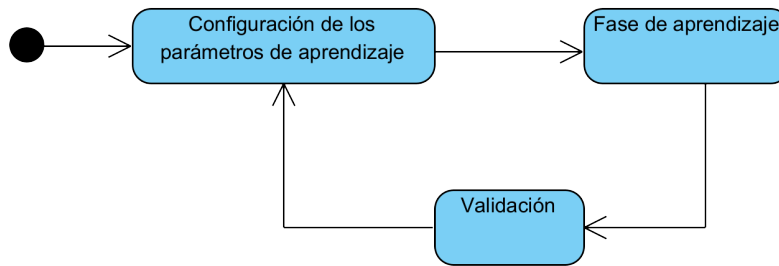 Configuración de los
parámetros de aprendizaje
Fase de aprendizaje
Validación